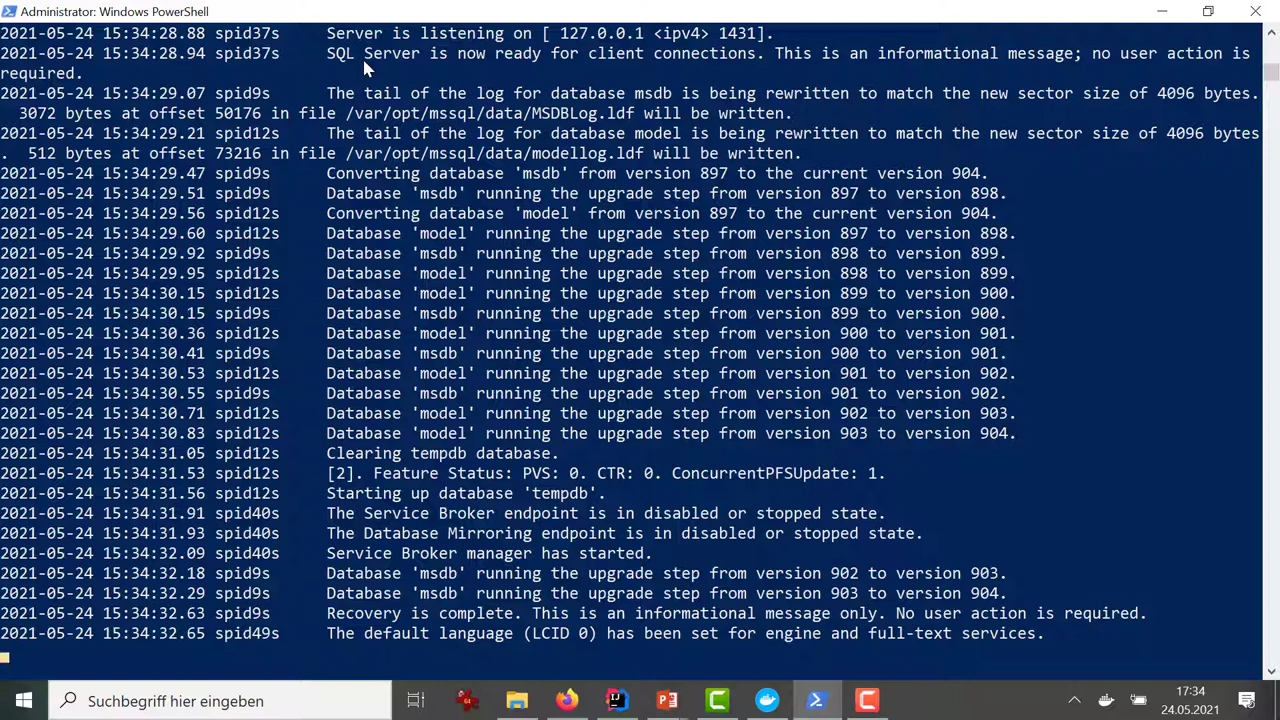 Administrator: Windows PowerShell
2021-05-24 15:34:28.88 spid37s     Server is listening on [ 127.0.0.1 <ipv4> 1431].
2021-05-24 15:34:28.94 spid37s     SQL Server is now ready for client connections. This is an informational message; no user action is
required.
2021-05-24 15:34:29.07 spid9s      The tail of the log for database msdb is being rewritten to match the new sector size of 4096 bytes.
  3072 bytes at offset 50176 in file /var/opt/mssql/data/MSDBLog.ldf will be written.
2021-05-24 15:34:29.21 spid12s     The tail of the log for database model is being rewritten to match the new sector size of 4096 bytes
.  512 bytes at offset 73216 in file /var/opt/mssql/data/modellog.ldf will be written.
2021-05-24 15:34:29.47 spid9s      Converting database 'msdb' from version 897 to the current version 904.
2021-05-24 15:34:29.51 spid9s      Database 'msdb' running the upgrade step from version 897 to version 898.
2021-05-24 15:34:29.56 spid12s     Converting database 'model' from version 897 to the current version 904.
2021-05-24 15:34:29.60 spid12s     Database 'model' running the upgrade step from version 897 to version 898.
2021-05-24 15:34:29.92 spid9s      Database 'msdb' running the upgrade step from version 898 to version 899.
2021-05-24 15:34:29.95 spid12s     Database 'model' running the upgrade step from version 898 to version 899.
2021-05-24 15:34:30.15 spid12s     Database 'model' running the upgrade step from version 899 to version 900.
2021-05-24 15:34:30.15 spid9s      Database 'msdb' running the upgrade step from version 899 to version 900.
2021-05-24 15:34:30.36 spid12s     Database 'model' running the upgrade step from version 900 to version 901.
2021-05-24 15:34:30.41 spid9s      Database 'msdb' running the upgrade step from version 900 to version 901.
2021-05-24 15:34:30.53 spid12s     Database 'model' running the upgrade step from version 901 to version 902.
2021-05-24 15:34:30.55 spid9s      Database 'msdb' running the upgrade step from version 901 to version 902.
2021-05-24 15:34:30.71 spid12s     Database 'model' running the upgrade step from version 902 to version 903.
2021-05-24 15:34:30.83 spid12s     Database 'model' running the upgrade step from version 903 to version 904.
2021-05-24 15:34:31.05 spid12s     Clearing tempdb database.
2021-05-24 15:34:31.53 spid12s     [2]. Feature Status: PVS: 0. CTR: 0. ConcurrentPFSUpdate: 1.
2021-05-24 15:34:31.56 spid12s     Starting up database 'tempdb'.
2021-05-24 15:34:31.91 spid40s     The Service Broker endpoint is in disabled or stopped state.
2021-05-24 15:34:31.93 spid40s     The Database Mirroring endpoint is in disabled or stopped state.
2021-05-24 15:34:32.09 spid40s     Service Broker manager has started.
2021-05-24 15:34:32.18 spid9s      Database 'msdb' running the upgrade step from version 902 to version 903.
2021-05-24 15:34:32.29 spid9s      Database 'msdb' running the upgrade step from version 903 to version 904.
2021-05-24 15:34:32.63 spid9s      Recovery is complete. This is an informational message only. No user action is required.
2021-05-24 15:34:32.65 spid49s     The default language (LCID 0) has been set for engine and full-text services.
Suchbegriff hier eingeben
17:34
24.05.2021